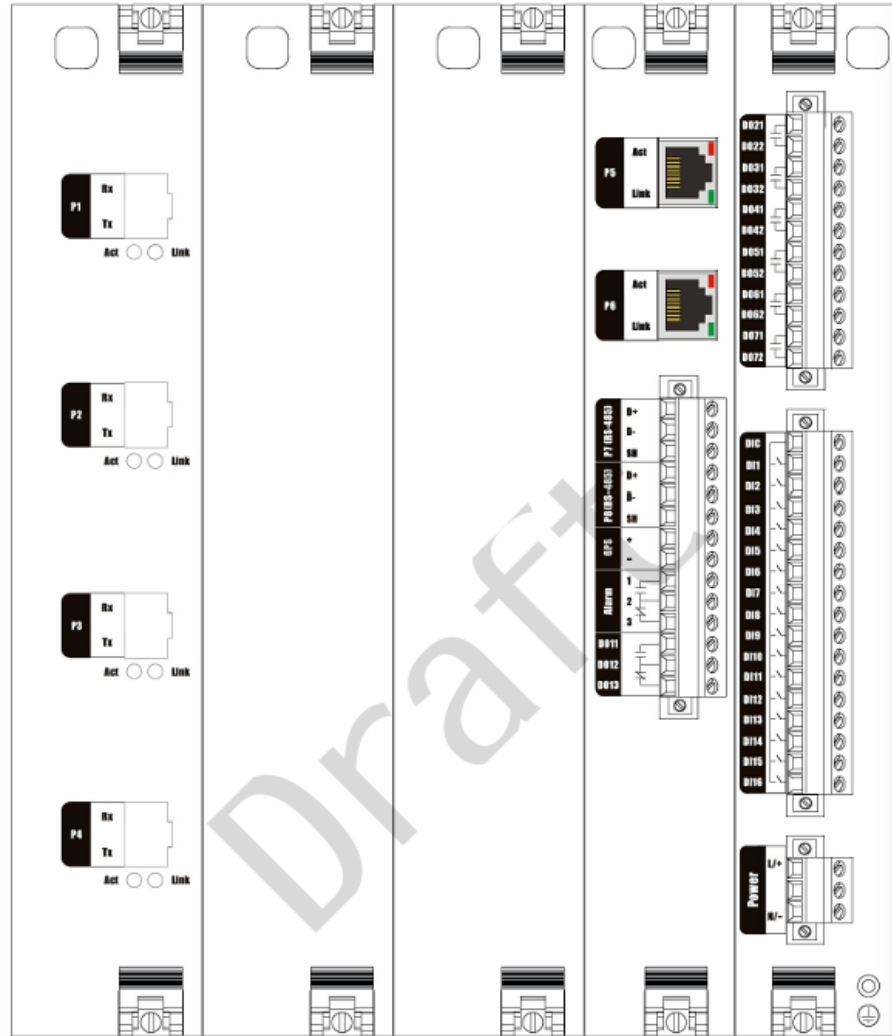 P1
Rx
Tx
Act
Link
P2
Rx
Tx
Act
Link
P3
Rx
Tx
Act
Link
P4
Rx
Tx
Act
Link
P5
Act
Link
P6
Act
Link
P7 (RS-485)
D+
D-
SH
P8 (RS-485)
D+
D-
SH
GPS
+
-
Alarm
1
2
3
DO11
DO12
DO13
DO21
DO22
DO31
DO32
DO41
DO42
DO51
DO52
DO61
DO62
DO71
DO72
DIC
DI1
DI2
DI3
DI4
DI5
DI6
DI7
DI8
DI9
DI10
DI11
DI12
DI13
DI14
DI15
DI16
Power
L/+
N/-
Draft